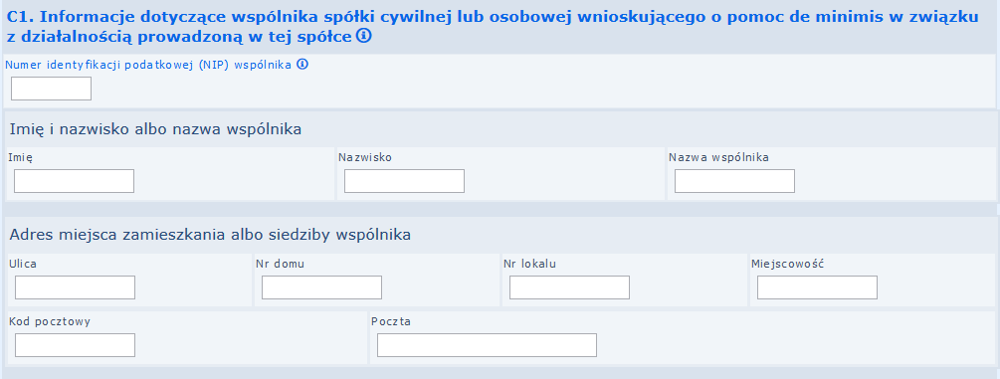 C1. Informacje dotyczące wspólnika spółki cywilnej lub osobowej wnioskującego o pomoc de minimis w związku
z działalnością prowadzoną w tej spółce
Numer identyfikacji podatkowej (NIP) wspólnika
Imię i nazwisko albo nazwa wspólnika
Imię Nazwisko Nazwa wspólnika
Adres miejsca zamieszkania albo siedziby wspólnika
Ulica Nr domu Nr lokalu Miejscowość
Kod pocztowy Poczta